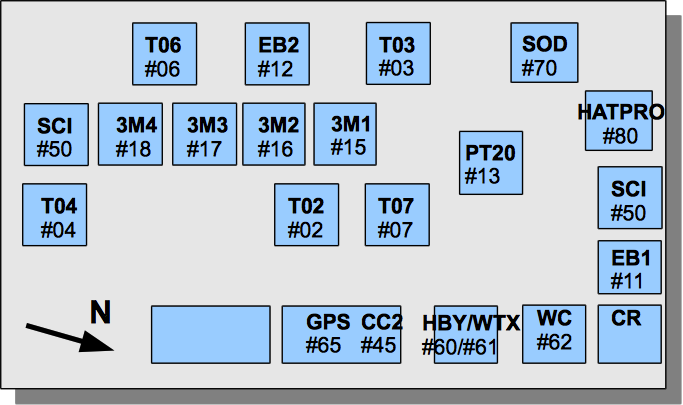 T06
#06
EB2
#12
T03
#03
SOD
#70
HATPRO
#80
SCI
#50
3M4
#18
3M3
#17
3M2
#16
3M1
#15
PT20
#13
SCI
#50
T04
#04
T02
#02
T07
#07
EB1
#11
N
GPS CC2
#65 #45
HBY/WTX
#60/#61
WC
#62
CR